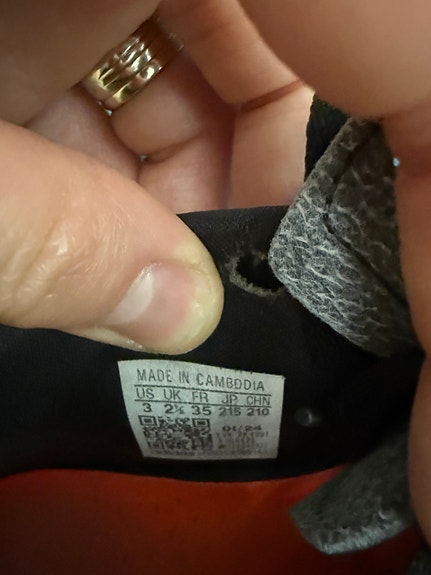 MADE IN CAMBODIA
US UK FR JP CHN
3 2½ 35 215 210
01/24